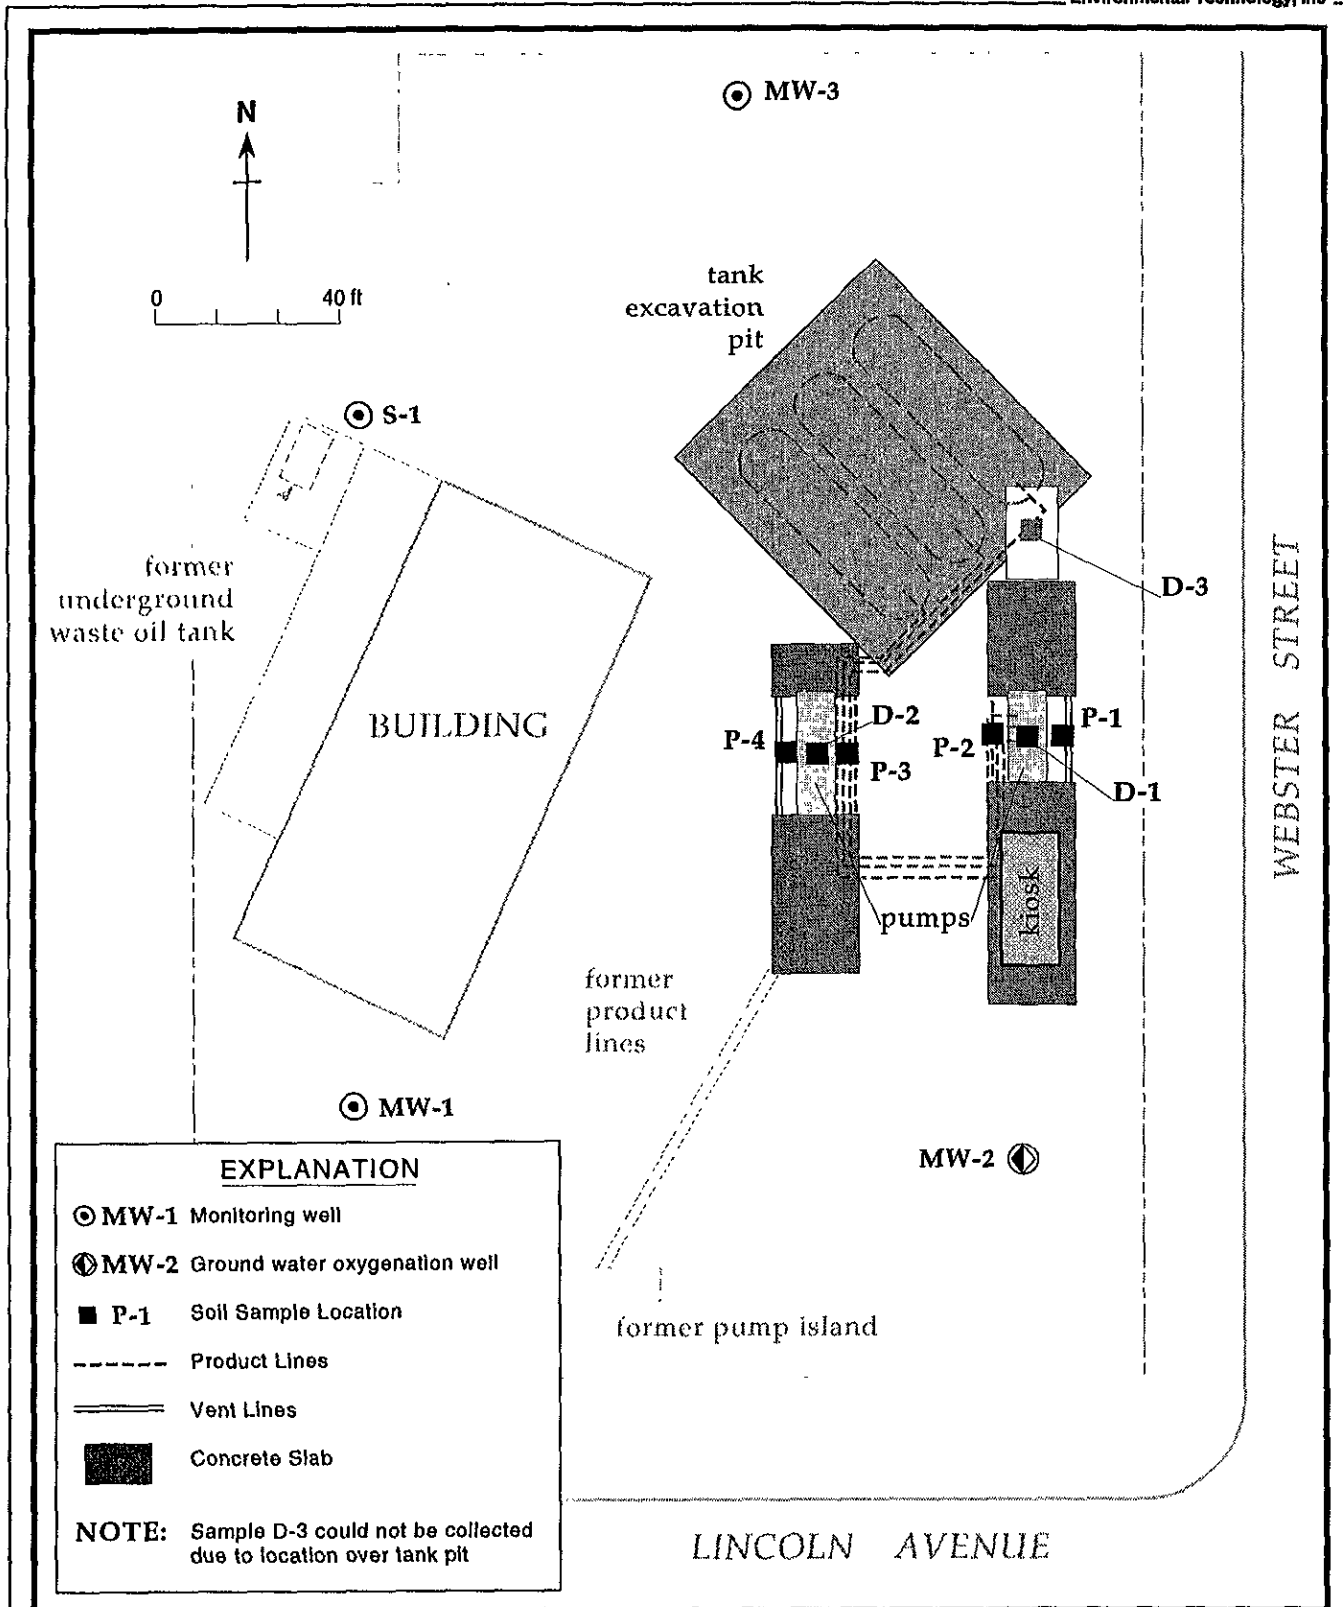 Environmental Technology, Inc
MW-3
N
0 40 ft
tank
excavation
pit
S-1
former
underground
waste oil tank
D-3
WEBSTER STREET
BUILDING
D-2
P-4
P-3
P-1
P-2
D-1
kiosk
pumps
former
product
lines
MW-1
MW-2
EXPLANATION
MW-1 Monitoring well
MW-2 Ground water oxygenation well
P-1 Soil Sample Location
Product Lines
Vent Lines
Concrete Slab
NOTE: Sample D-3 could not be collected
due to location over tank pit
former pump island
LINCOLN AVENUE